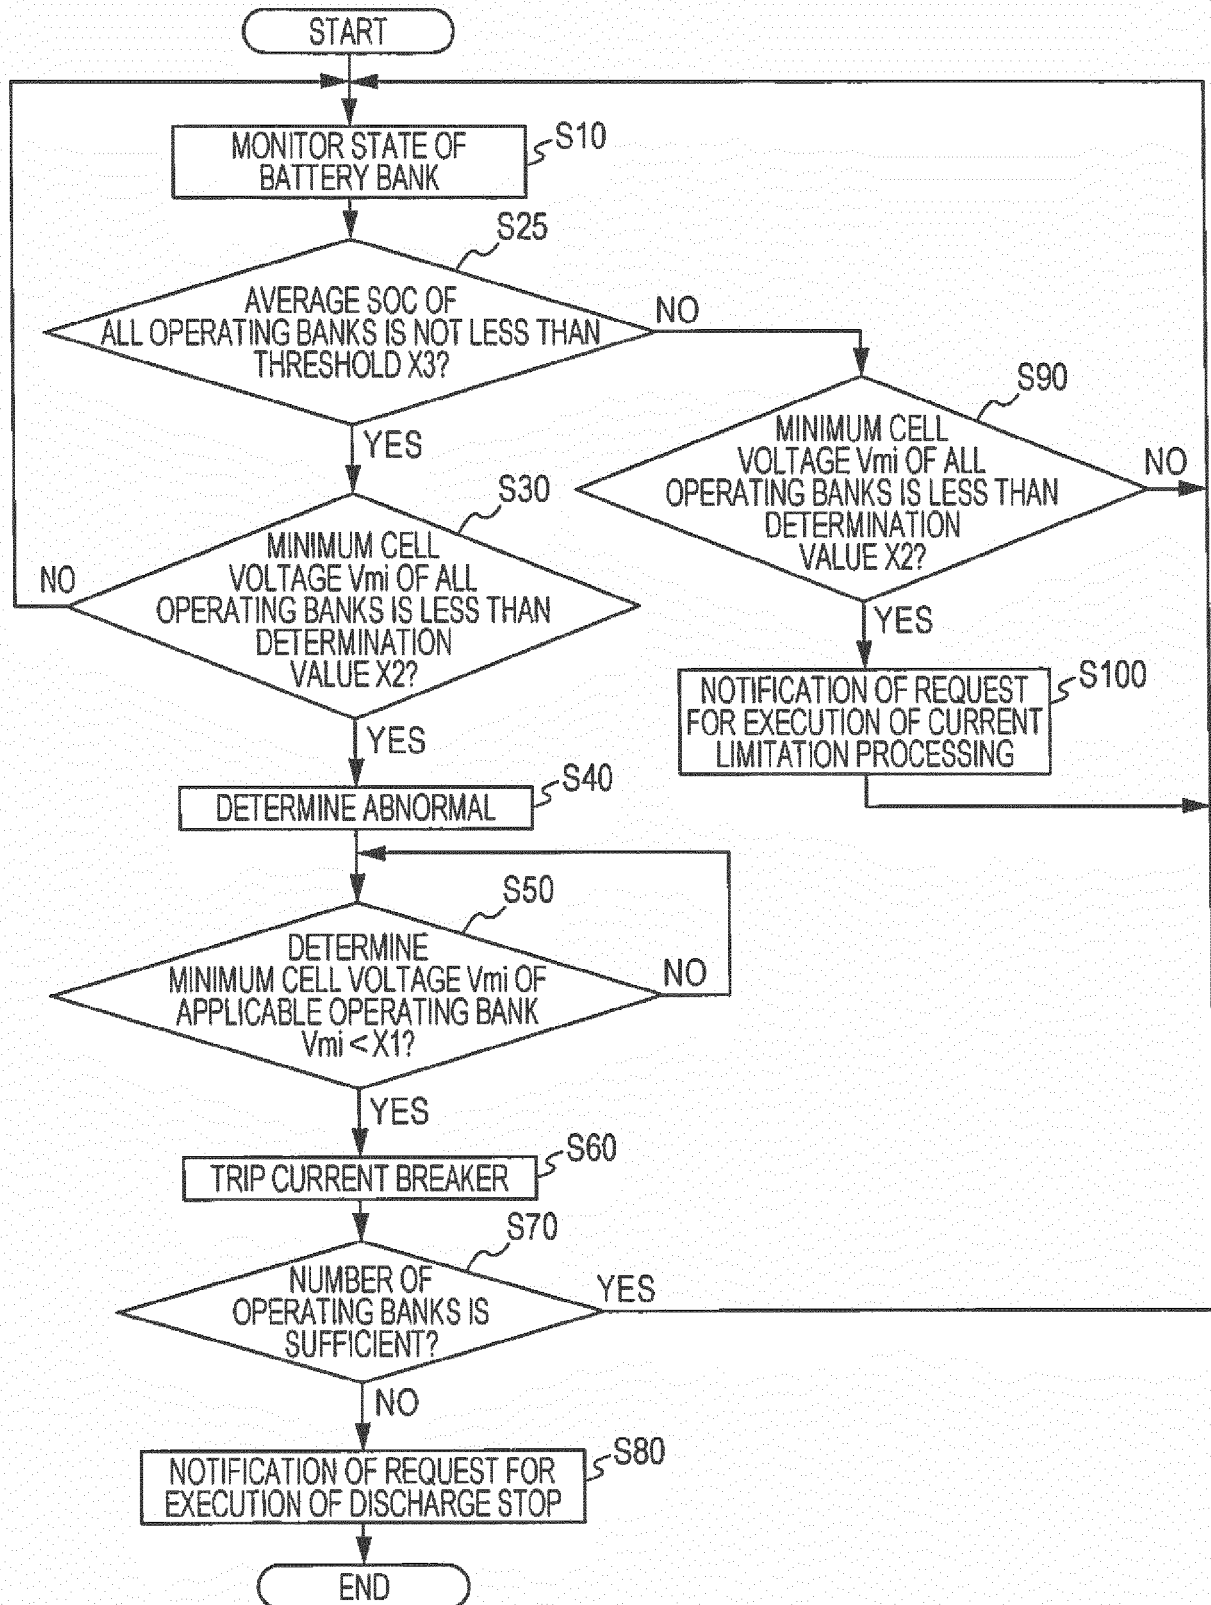 START
MONITOR STATE OF
BATTERY BANK
S10
S25
AVERAGE SOC OF
ALL OPERATING BANKS IS NOT LESS THAN
THRESHOLD X3?
NO
YES
S90
MINIMUM CELL
VOLTAGE Vmi OF ALL
OPERATING BANKS IS LESS THAN
DETERMINATION
VALUE X2?
NO
YES
S30
MINIMUM CELL
VOLTAGE Vmi OF ALL
OPERATING BANKS IS LESS THAN
DETERMINATION
VALUE X2?
NO
YES
S100
NOTIFICATION OF REQUEST
FOR EXECUTION OF CURRENT
LIMITATION PROCESSING
S40
DETERMINE ABNORMAL
S50
DETERMINE
MINIMUM CELL VOLTAGE Vmi OF
APPLICABLE OPERATING BANK
Vmi < X1?
NO
YES
S60
TRIP CURRENT BREAKER
S70
NUMBER OF
OPERATING BANKS IS
SUFFICIENT?
YES
NO
S80
NOTIFICATION OF REQUEST FOR
EXECUTION OF DISCHARGE STOP
END